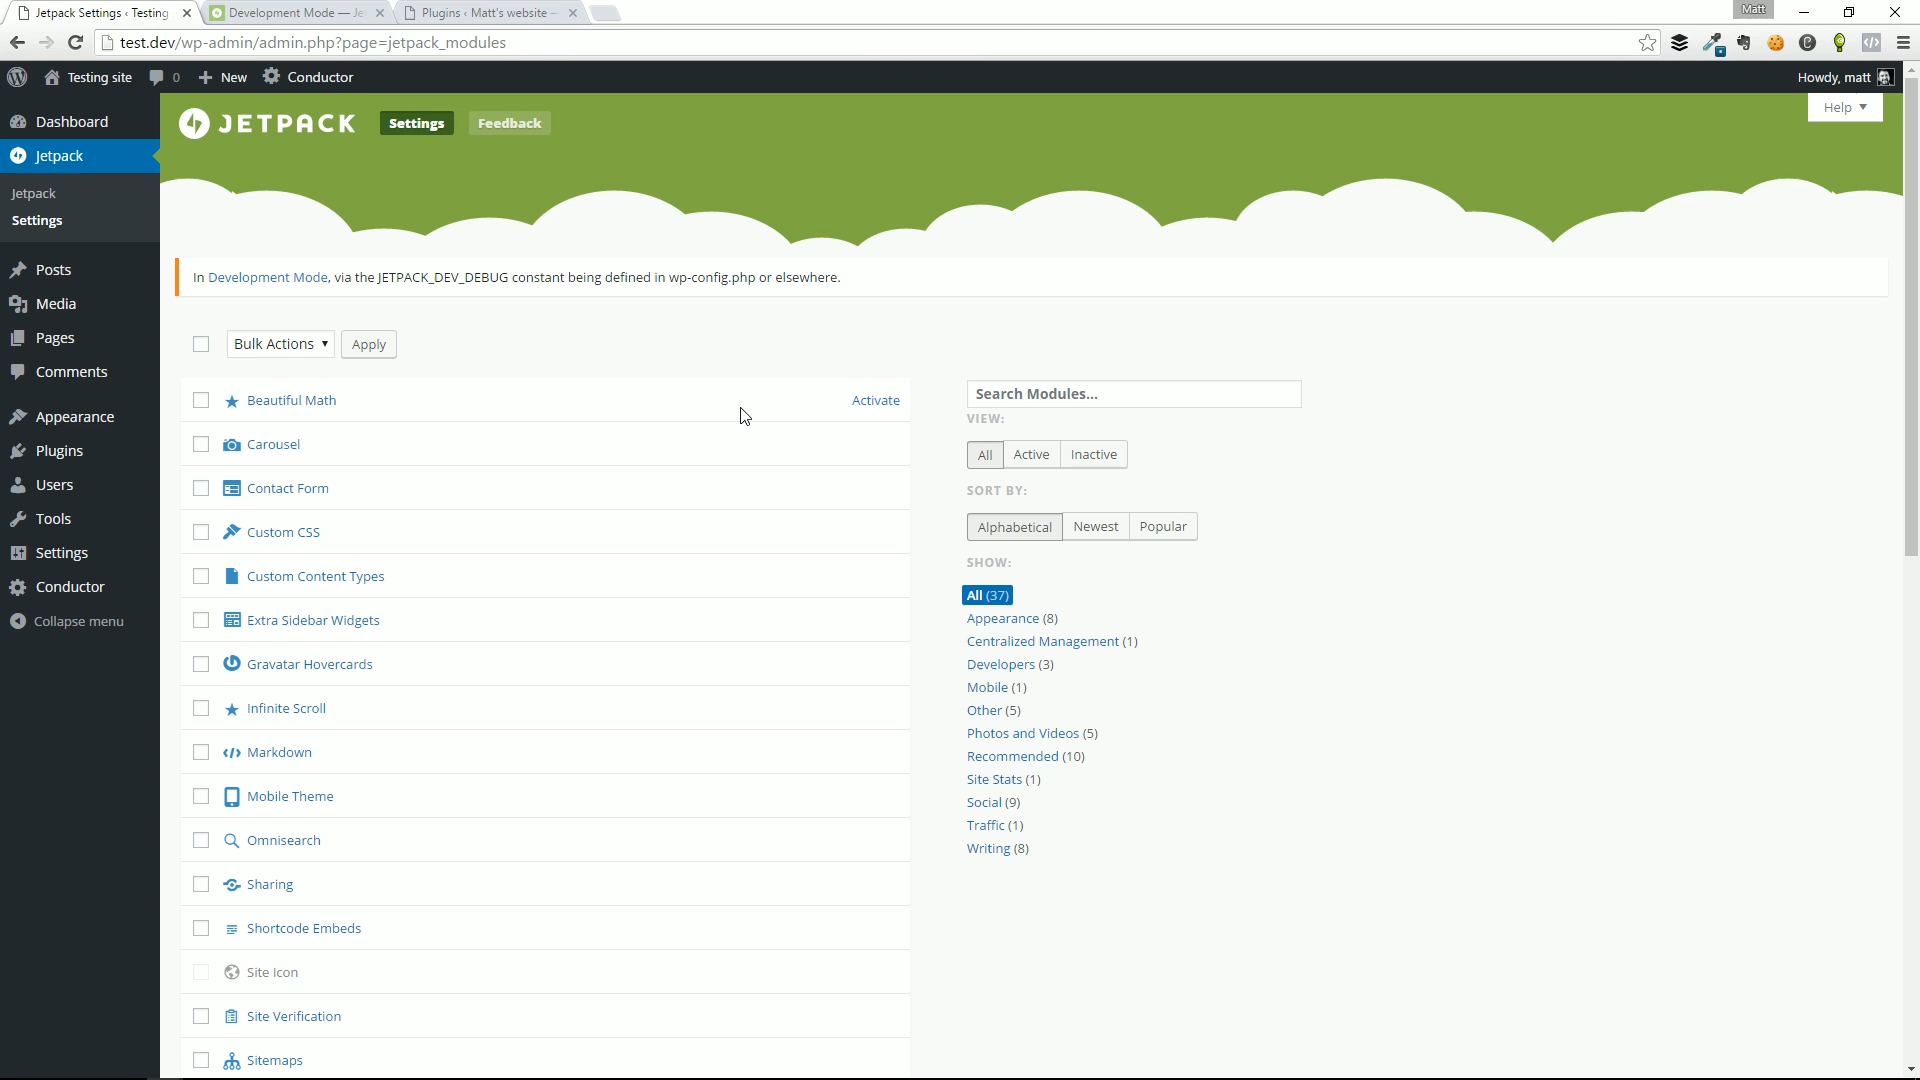 Jetpack Settings ‹ Testing
Development Mode — Je
Plugins ‹ Matt's website –
Matt
test.dev/wp-admin/admin.php?page=jetpack_modules
Testing site
0
New
Conductor
Howdy, matt
Dashboard
Jetpack
Jetpack
Settings
Posts
Media
Pages
Comments
Appearance
Plugins
Users
Tools
Settings
Conductor
Collapse menu
JETPACK
Settings
Feedback
Help
In Development Mode, via the JETPACK_DEV_DEBUG constant being defined in wp-config.php or elsewhere.
Bulk Actions
Apply
Beautiful Math
Activate
Carousel
Contact Form
Custom CSS
Custom Content Types
Extra Sidebar Widgets
Gravatar Hovercards
Infinite Scroll
Markdown
Mobile Theme
Omnisearch
Sharing
Shortcode Embeds
Site Icon
Site Verification
Sitemaps
Search Modules...
VIEW:
All
Active
Inactive
SORT BY:
Alphabetical
Newest
Popular
SHOW:
All (37)
Appearance (8)
Centralized Management (1)
Developers (3)
Mobile (1)
Other (5)
Photos and Videos (5)
Recommended (10)
Site Stats (1)
Social (9)
Traffic (1)
Writing (8)